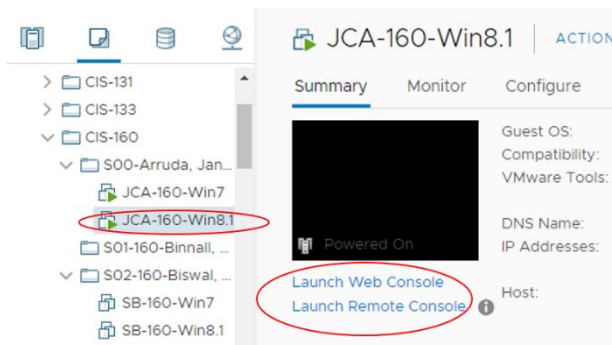 CIS-131
CIS-133
CIS-160
S00-Arruda, Jan...
JCA-160-Win7
JCA-160-Win8.1
S01-160-Binnall, ...
S02-160-Biswal, ...
SB-160-Win7
SB-160-Win8.1
JCA-160-Win8.1 ACTION
Summary Monitor Configure
Powered On
Launch Web Console
Launch Remote Console
Guest OS:
Compatibility:
VMware Tools:
DNS Name:
IP Addresses:
Host: